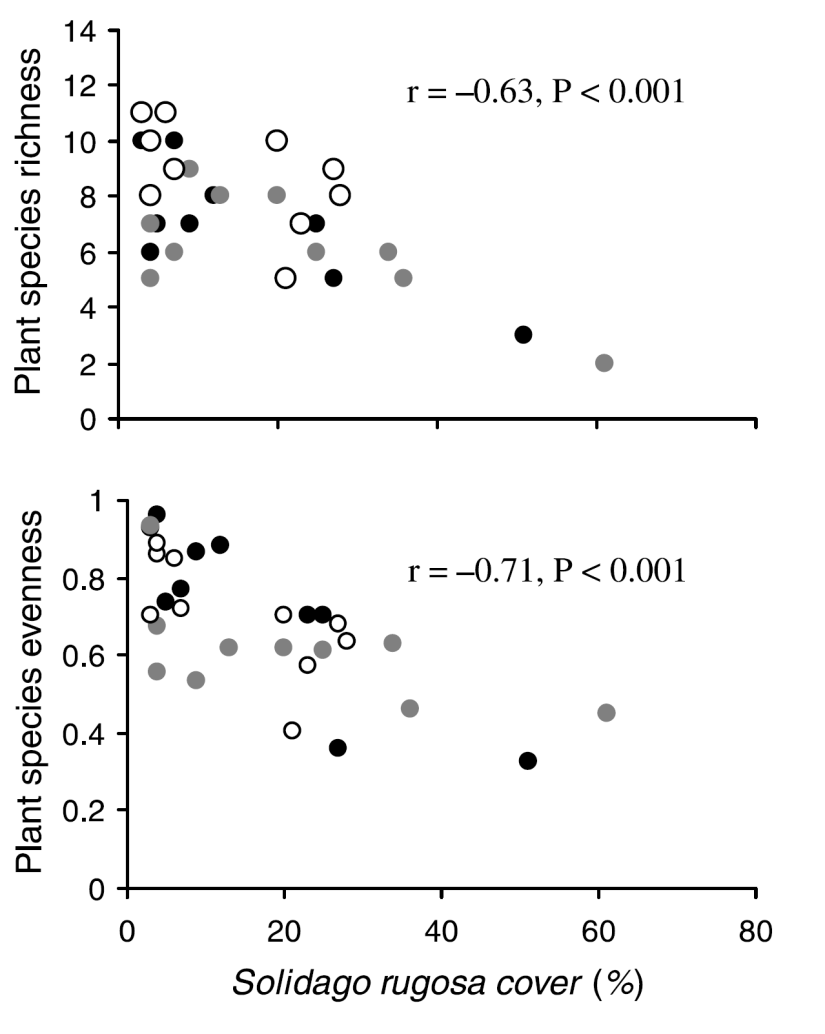 Plant species richness
14
12
10
8
6
4
2
0
r = –0.63, P < 0.001
Plant species evenness
1
0.8
0.6
0.4
0.2
0
r = –0.71, P < 0.001
0 20 40 60 80
Solidago rugosa cover (%)